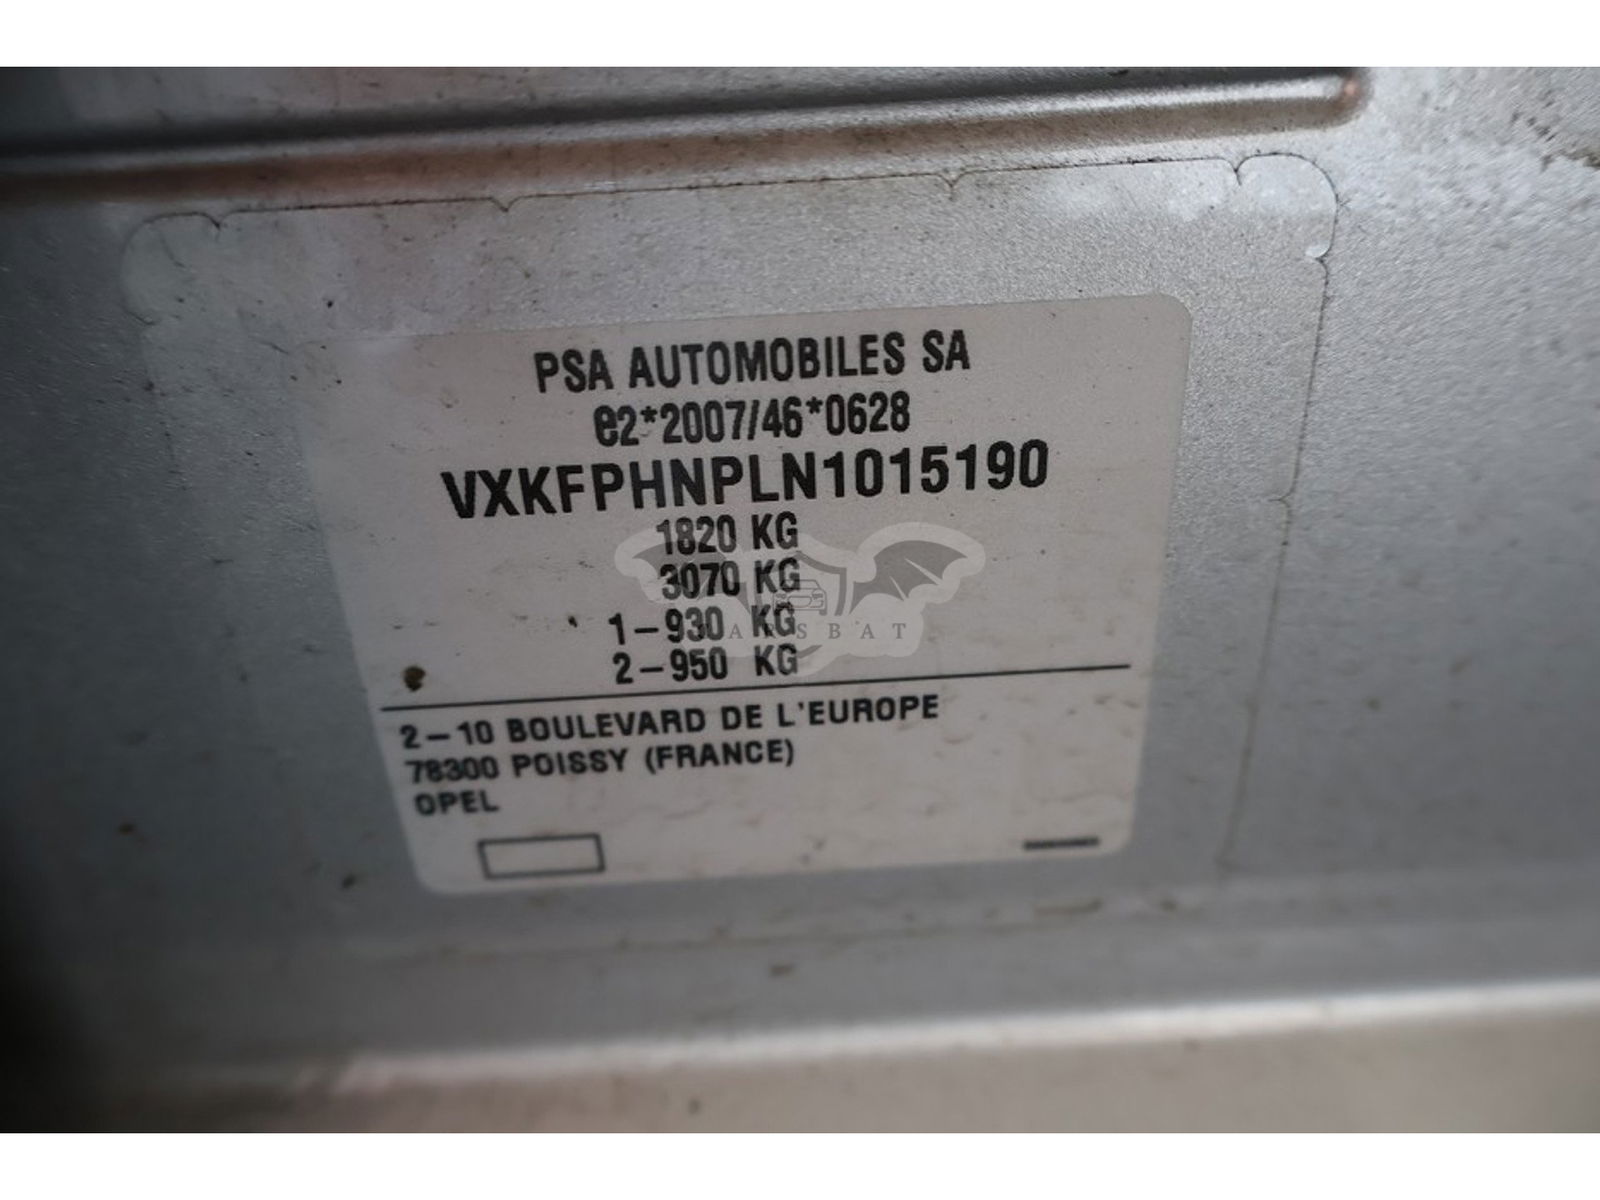 PSA AUTOMOBILES SA
e2*2007/46*0628
VXKFPHNPLN1015190
1820 KG
3070 KG
1-930 KG
2-950 KG
ARSBAT
2-10 BOULEVARD DE L'EUROPE
78300 POISSY (FRANCE)
OPEL